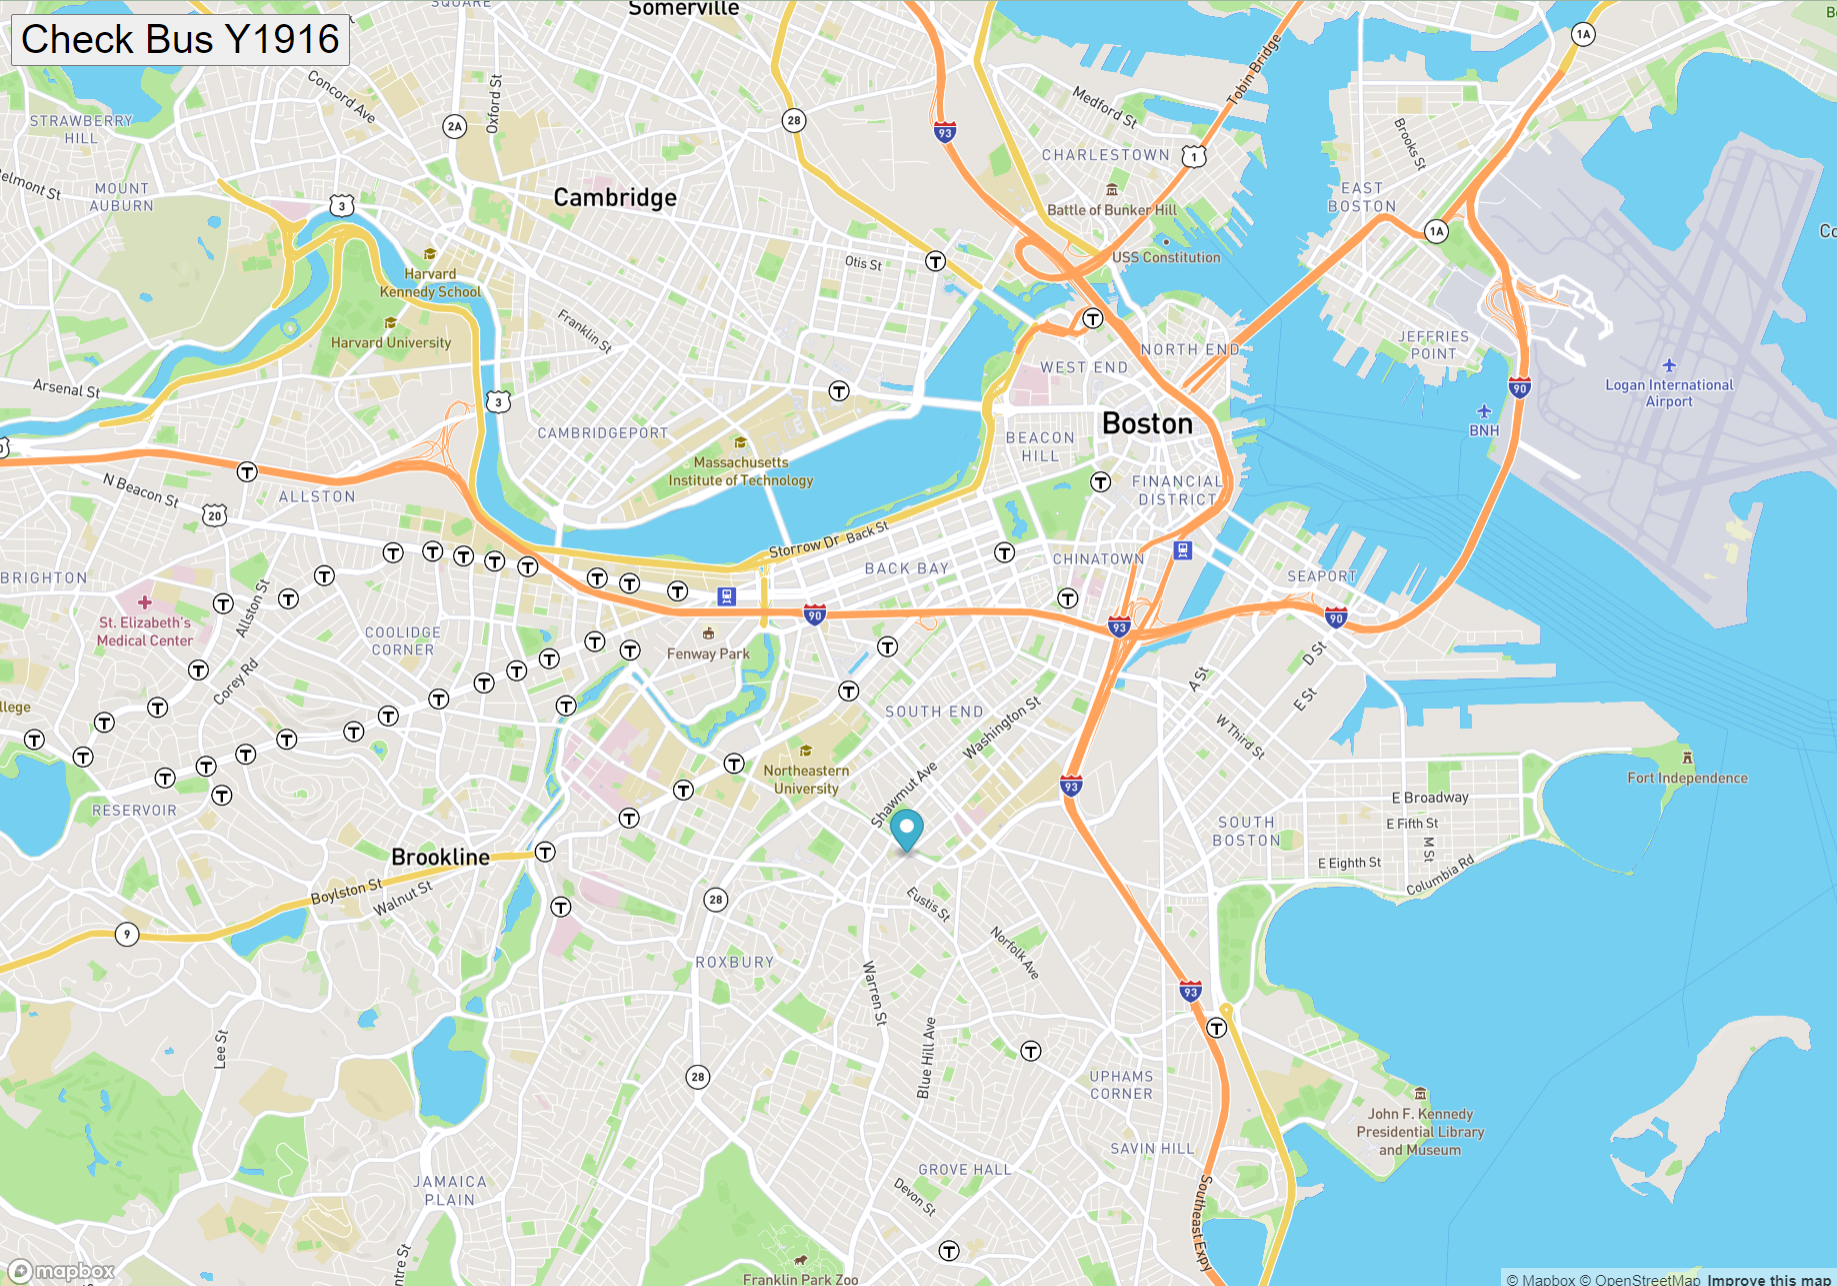 Check Bus Y1916
Somerville
SQUARE
1A
Concord Ave
Oxford St
STRAWBERRY
HILL
2A
28
93
Medford St
Tobin Bridge
Brooks St
CHARLESTOWN
1
Belmont St
MOUNT
AUBURN
3
Cambridge
Battle of Bunker Hill
EAST
BOSTON
1A
USS Constitution
Otis St
Harvard
Kennedy School
Harvard University
Franklin St
NORTH END
WEST END
JEFFRIES
POINT
Logan International
Airport
90
BNH
Arsenal St
3
CAMBRIDGEPORT
Boston
BEACON
HILL
Massachusetts
Institute of Technology
FINANCIAL
DISTRICT
N Beacon St
ALLSTON
20
Storrow Dr
Back St
BACK BAY
CHINATOWN
SEAPORT
BRIGHTON
St. Elizabeth's
Medical Center
Allston St
COOLIDGE
CORNER
90
93
90
Fenway Park
Corey Rd
A St
D St
E St
SOUTH END
Washington St
W Third St
Northeastern
University
Shawmut Ave
93
Fort Independence
RESERVOIR
E Broadway
E Fifth St
SOUTH
BOSTON
M St
E Eighth St
Columbia Rd
Brookline
Boylston St
Walnut St
28
Eustis St
9
Norfolk Ave
ROXBURY
Warren St
93
Lee St
Blue Hill Ave
28
UPHAMS
CORNER
John F. Kennedy
Presidential Library
and Museum
SAVIN HILL
GROVE HALL
JAMAICA
PLAIN
Devon St
Southeast Expy
Franklin Park Zoo
mapbox
© Mapbox © OpenStreetMap Improve this map